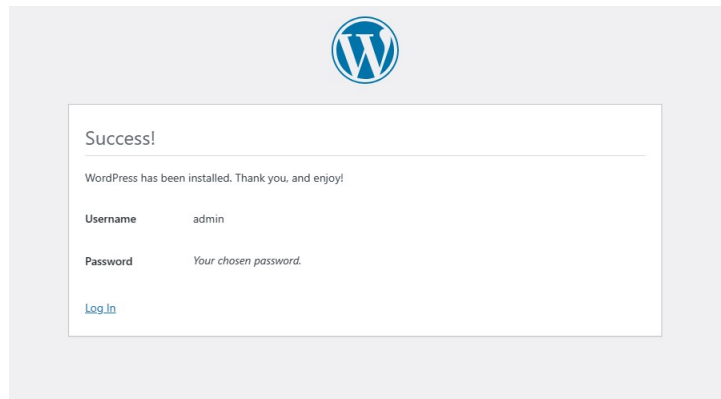 Success!
WordPress has been installed. Thank you, and enjoy!
Username admin
Password Your chosen password.
Log In